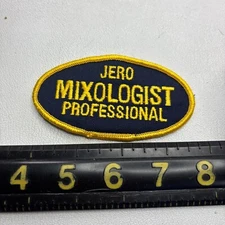 JERO
MIXOLOGIST
PROFESSIONAL
4 5 6 7 8